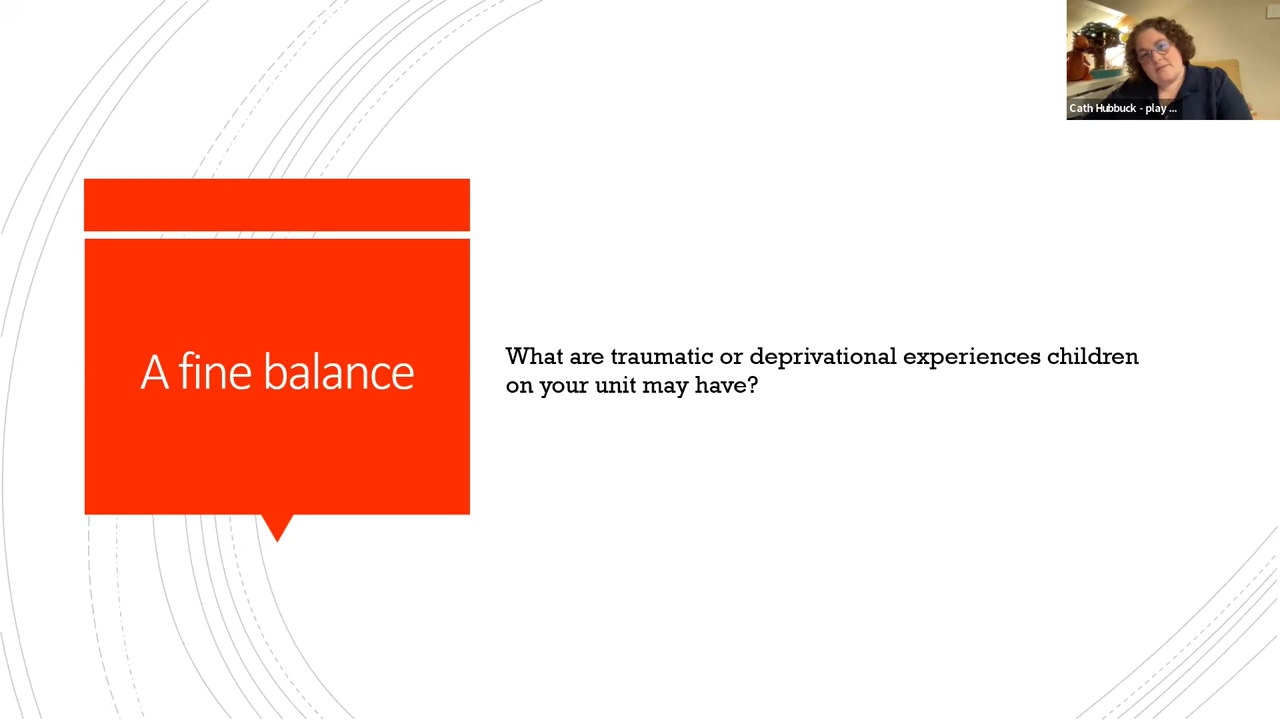 Cath Hubbuck - play ...
A fine balance
What are traumatic or deprivational experiences children
on your unit may have?